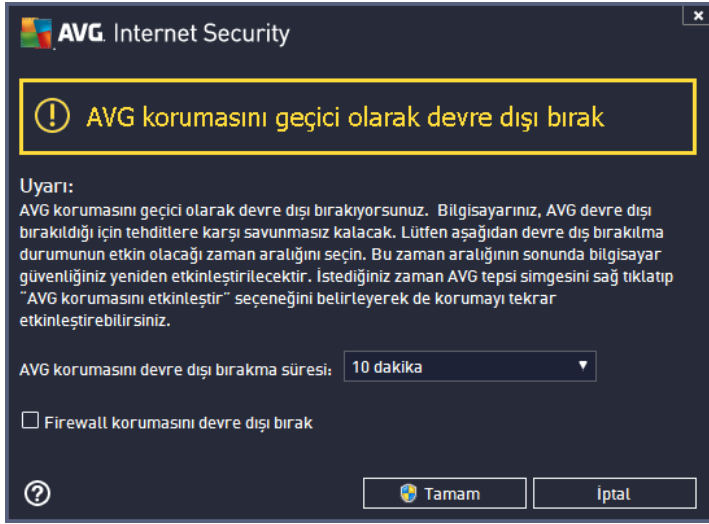 AVG. Internet Security
AVG korumasını geçici olarak devre dışı bırak
Uyarı:
AVG korumasını geçici olarak devre dışı bırakıyorsunuz. Bilgisayarınız, AVG devre dışı
bırakıldığı için tehditlere karşı savunmasız kalacak. Lütfen aşağıdan devre dış bırakılma
durumunun etkin olacağı zaman aralığını seçin. Bu zaman aralığının sonunda bilgisayar
güvenliğiniz yeniden etkinleştirilecektir. İstediğiniz zaman AVG tepsi simgesini sağ tıklatıp
"AVG korumasını etkinleştir" seçeneğini belirleyerek de korumayı tekrar
etkinleştirebilirsiniz.
AVG korumasını devre dışı bırakma süresi: 10 dakika
Firewall korumasını devre dışı bırak
Tamam İptal